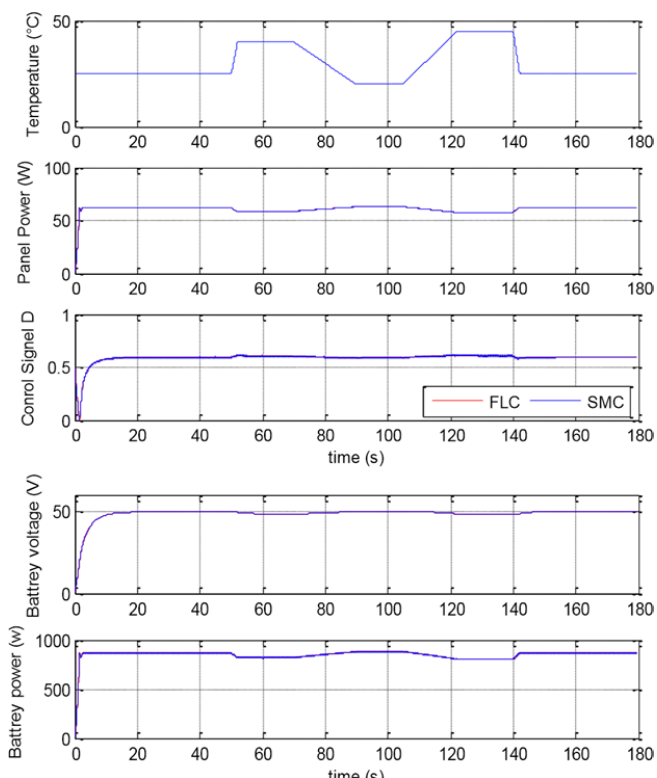 Temperature (°C)
50
0
0 20 40 60 80 100 120 140 160 180
Panel Power (W)
100
50
0
0 20 40 60 80 100 120 140 160 180
Conrol Signel D
1
0.5
0
FLC SMC
0 20 40 60 80 100 120 140 160 180
time (s)
Battrey voltage (V)
50
0
0 20 40 60 80 100 120 140 160 180
Battrey power (w)
1000
500
0
0 20 40 60 80 100 120 140 160 180
time (s)